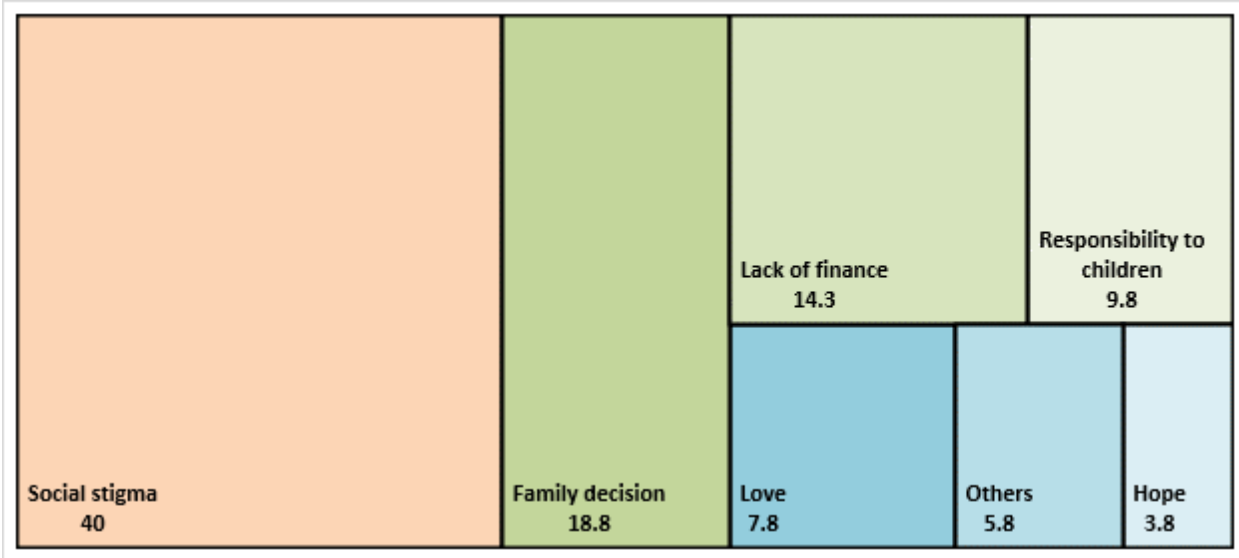 Social stigma
40
Family decision
18.8
Lack of finance
14.3
Responsibility to
children
9.8
Love
7.8
Others
5.8
Hope
3.8